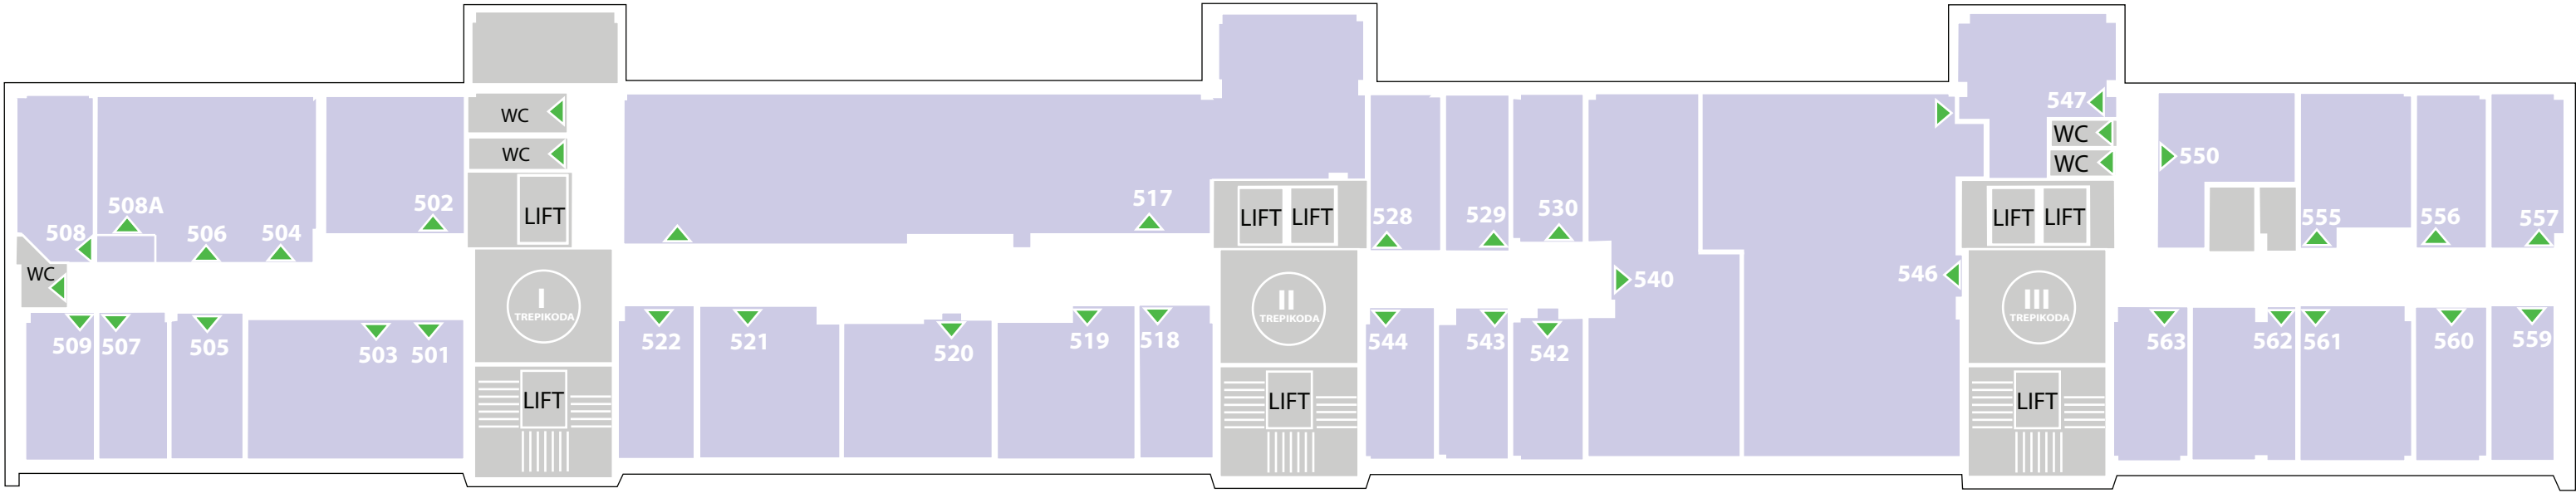 WC
547
WC
WC
WC
WC
550
508A
502
517
LIFT
LIFT
LIFT
528
529
530
LIFT
LIFT
555
556
557
508
506
504
WC
540
546
I
TREPIKODA
II
TREPIKODA
III
TREPIKODA
509
507
505
503
501
522
521
520
519
518
544
543
542
563
562
561
560
559
LIFT
LIFT
LIFT